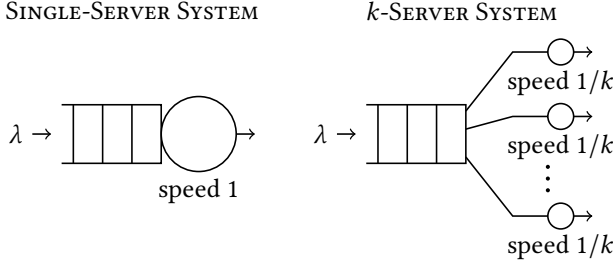 Single-Server System
k-Server System
λ
speed 1
λ
speed 1/k
speed 1/k
speed 1/k